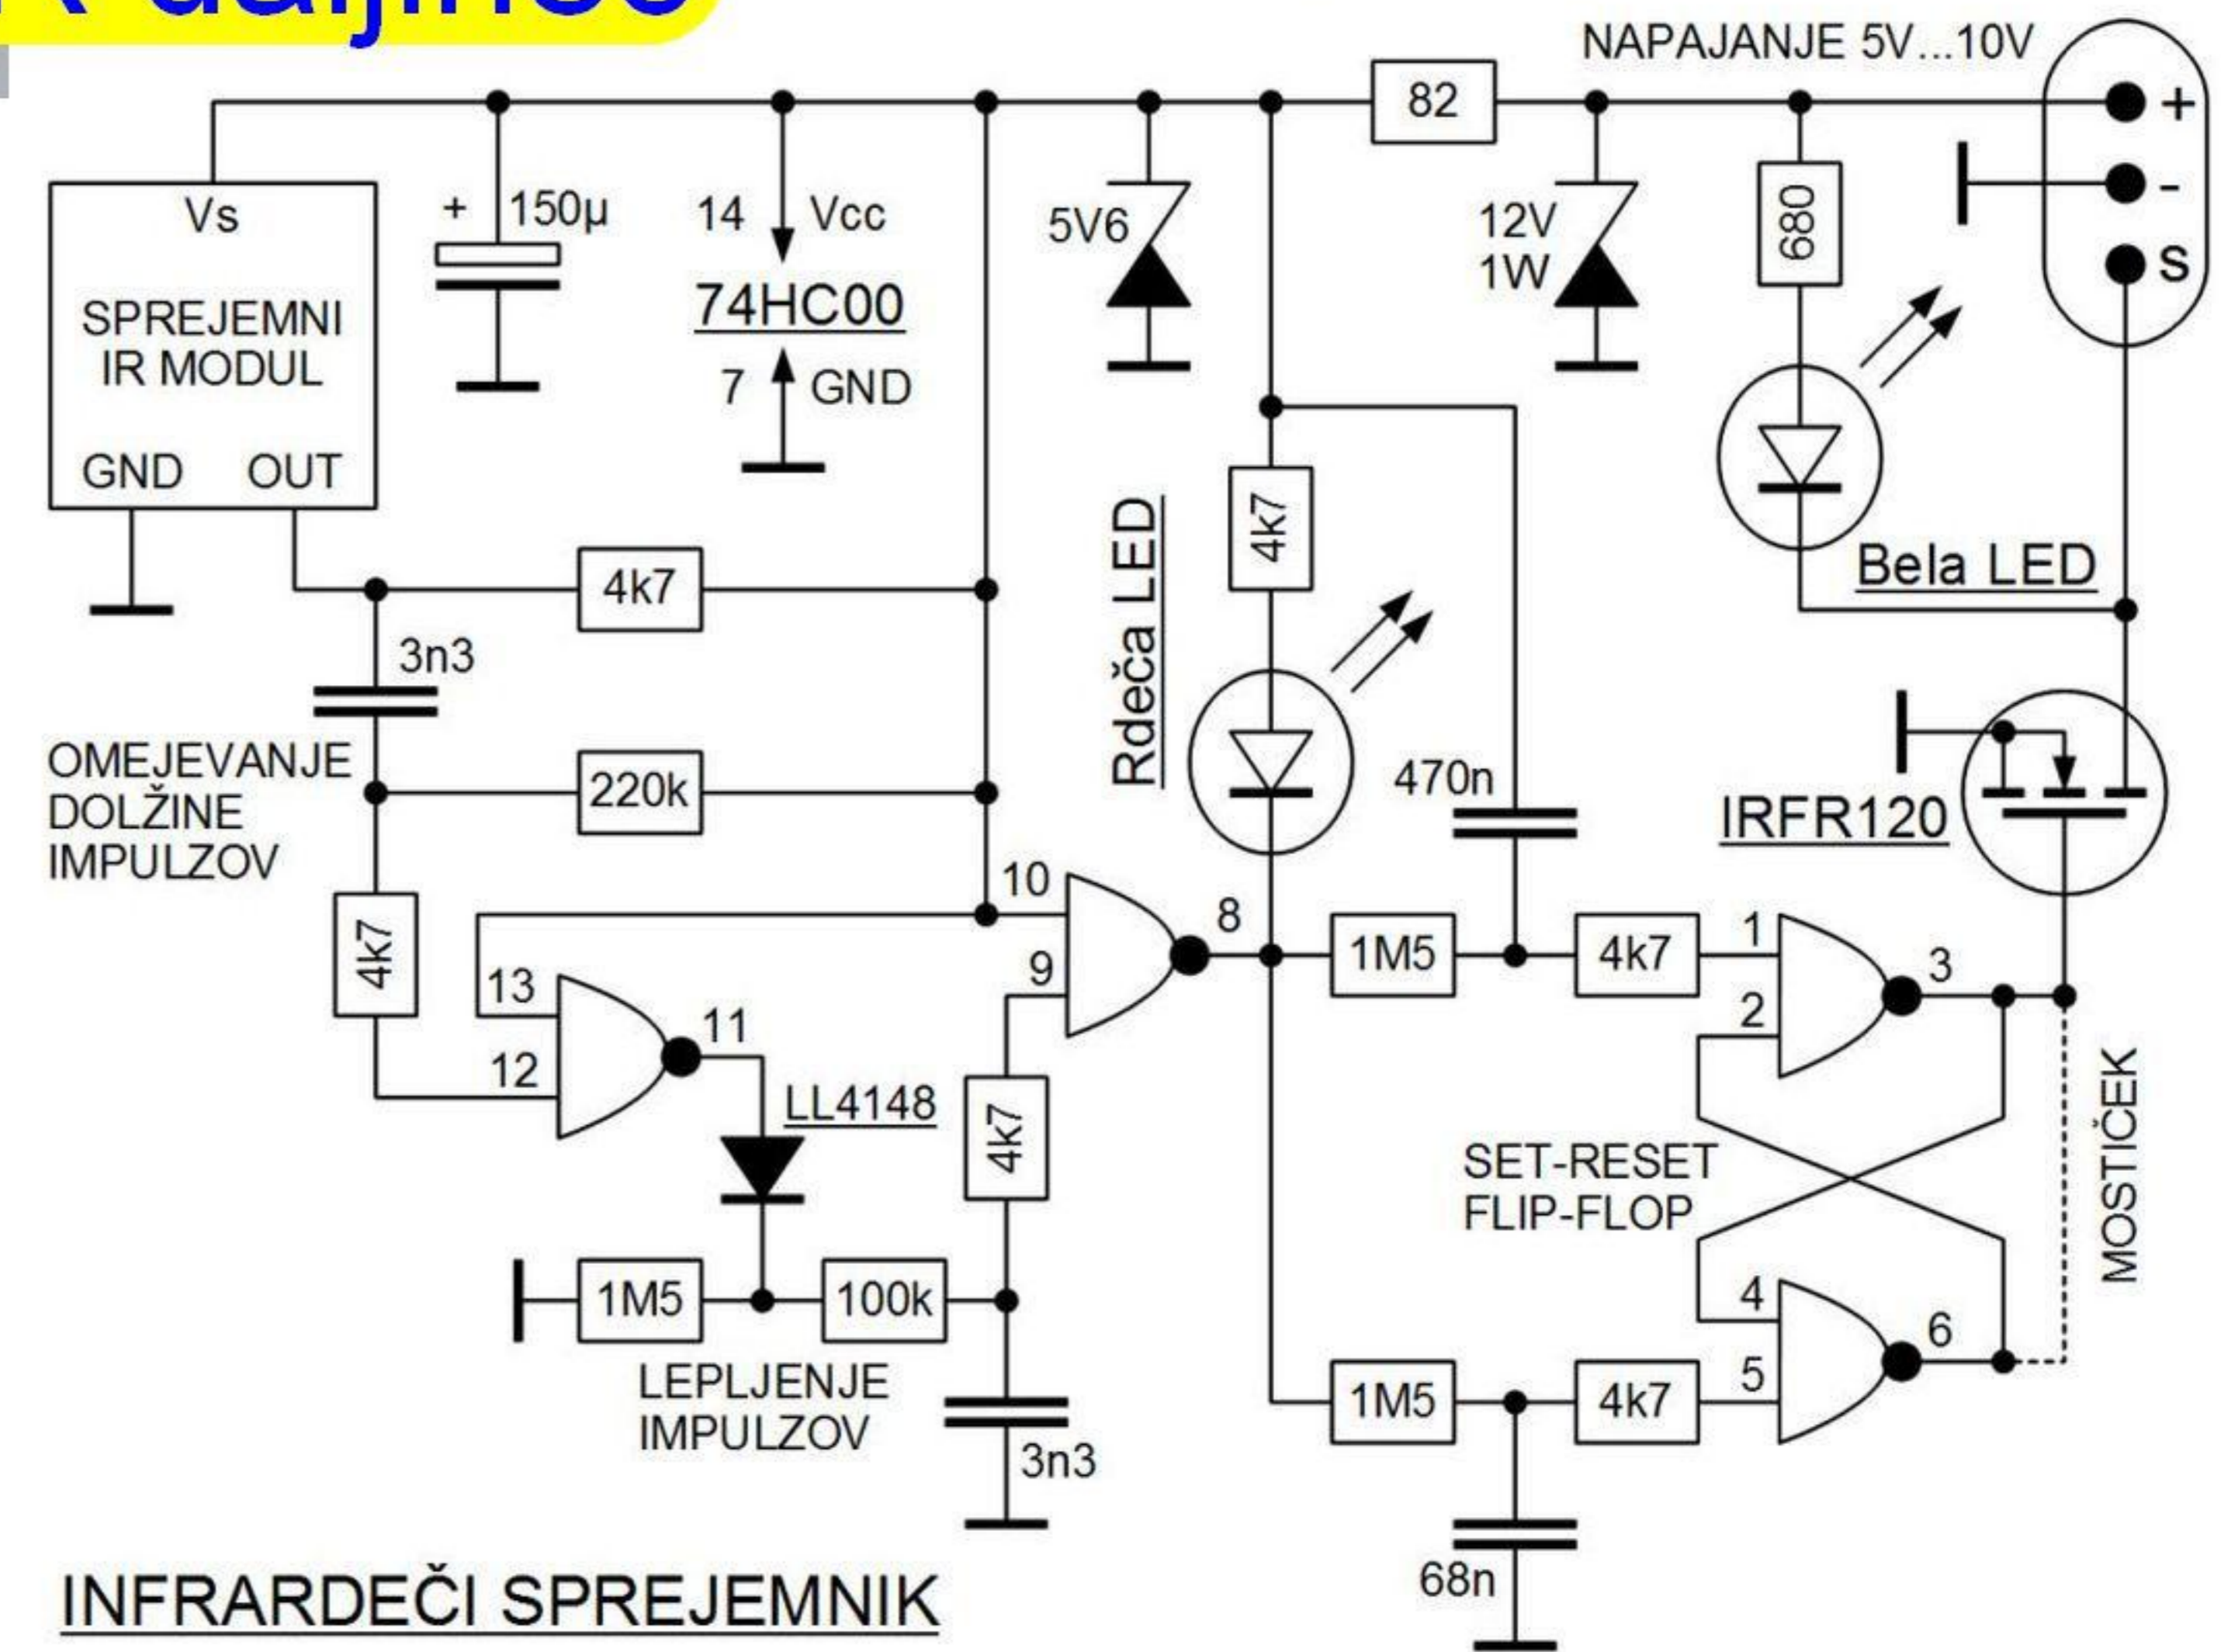 NAPAJANJE 5V...10V
+
-
S
82
Vs
SPREJEMNI
IR MODUL
GND OUT
+ 150µ
14 Vcc
74HC00
7 GND
5V6
12V
1W
680
Bela LED
4k7
Rdeča LED
4k7
3n3
OMEJEVANJE
DOLŽINE
IMPULZOV
220k
470n
IRFR120
4k7
10
9
8
13
12
11
LL4148
4k7
1M5
4k7
1
2
3
MOSTIČEK
SET-RESET
FLIP-FLOP
1M5
100k
LEPLJENJE
IMPULZOV
3n3
1M5
4k7
4
5
6
68n
INFRARDEČI SPREJEMNIK